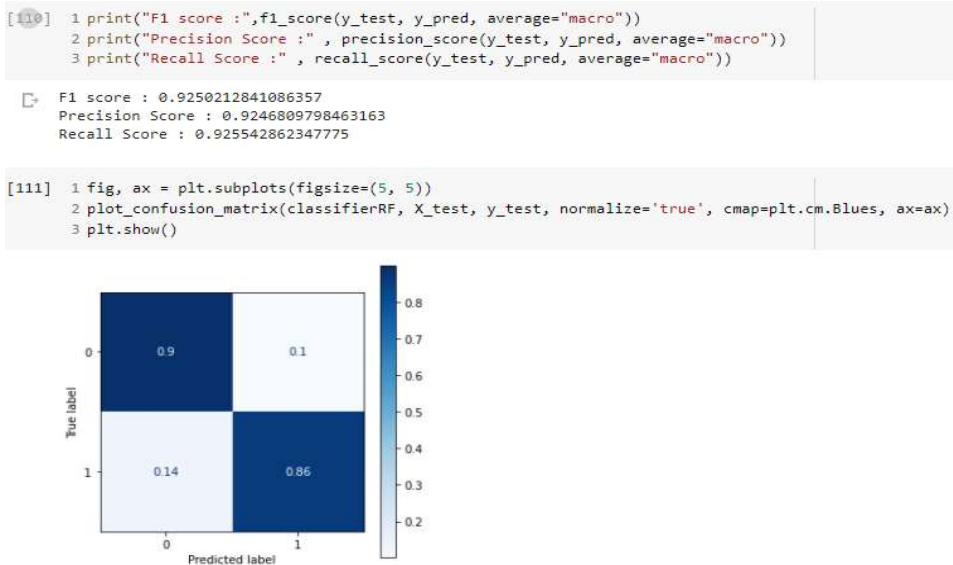 [110] 1 print("F1 score :",f1_score(y_test, y_pred, average="macro"))
2 print("Precision Score :" , precision_score(y_test, y_pred, average="macro"))
3 print("Recall Score :" , recall_score(y_test, y_pred, average="macro"))
F1 score : 0.9250212841086357
Precision Score : 0.9246809798463163
Recall Score : 0.925542862347775
[111] 1 fig, ax = plt.subplots(figsize=(5, 5))
2 plot_confusion_matrix(classifierRF, X_test, y_test, normalize='true', cmap=plt.cm.Blues, ax=ax)
3 plt.show()
0.8
0.7
0.6
0.5
0.4
0.3
0.2
True label
0 0.9 0.1
1 0.14 0.86
0 1
Predicted label